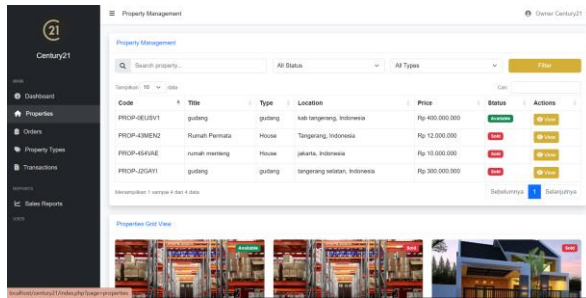 21
Century21
Dashboard
Properties
Orders
Property Types
Transactions
REPORTS
Sales Reports
Property Management
Owner Century21
Property Management
Search property... All Status All Types Filter
Tampilkan 10 data Cari:
Code Title Type Location Price Status Actions
PROP-0EUSV1 gudang gudang kab tangerang, Indonesia Rp 400.000.000 Available View
PROP-43MEN2 Rumah Permata House Tangerang, Indonesia Rp 12.000.000 Sold View
PROP-454VAE rumah menteng House jakarta, Indonesia Rp 10.000.000 Sold View
PROP-J2GAYI gudang gudang tangerang selatan, Indonesia Rp 300.000.000 Sold View
Menampilkan 1 sampai 4 dari 4 data Sebelumnya 1 Selanjutnya
Properties Grid View
Available Sold Sold
localhost/century21/index.php?page=properties